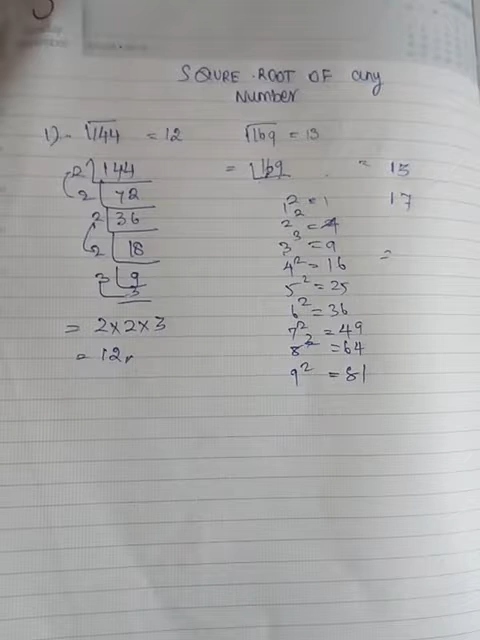 SQURE ROOT OF any
Number
1) - √144 = 12
2 144
2 72
2 36
2 18
3 9
3
= 2×2×3
= 12
√169 = 13
= √169
1² = 1
2² = 4
3² = 9
4² = 16
5² = 25
6² = 36
7² = 49
8² = 64
9² = 81
= 13
17
=